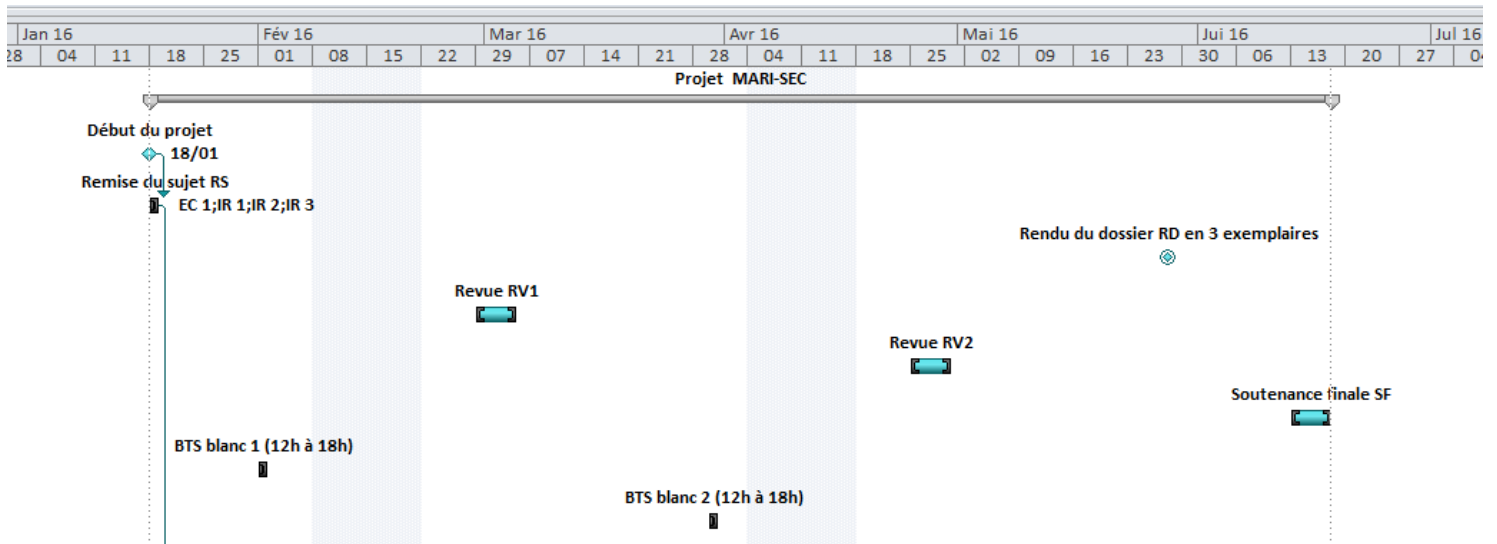 Jan 16 Fév 16 Mar 16 Avr 16 Mai 16 Jui 16 Jul 16
28 04 11 18 25 01 08 15 22 29 07 14 21 28 04 11 18 25 02 09 16 23 30 06 13 20 27
Projet MARI-SEC
Début du projet
18/01
Remise du sujet RS
EC 1;IR 1;IR 2;IR 3
Rendu du dossier RD en 3 exemplaires
Revue RV1
Revue RV2
Soutenance finale SF
BTS blanc 1 (12h à 18h)
BTS blanc 2 (12h à 18h)